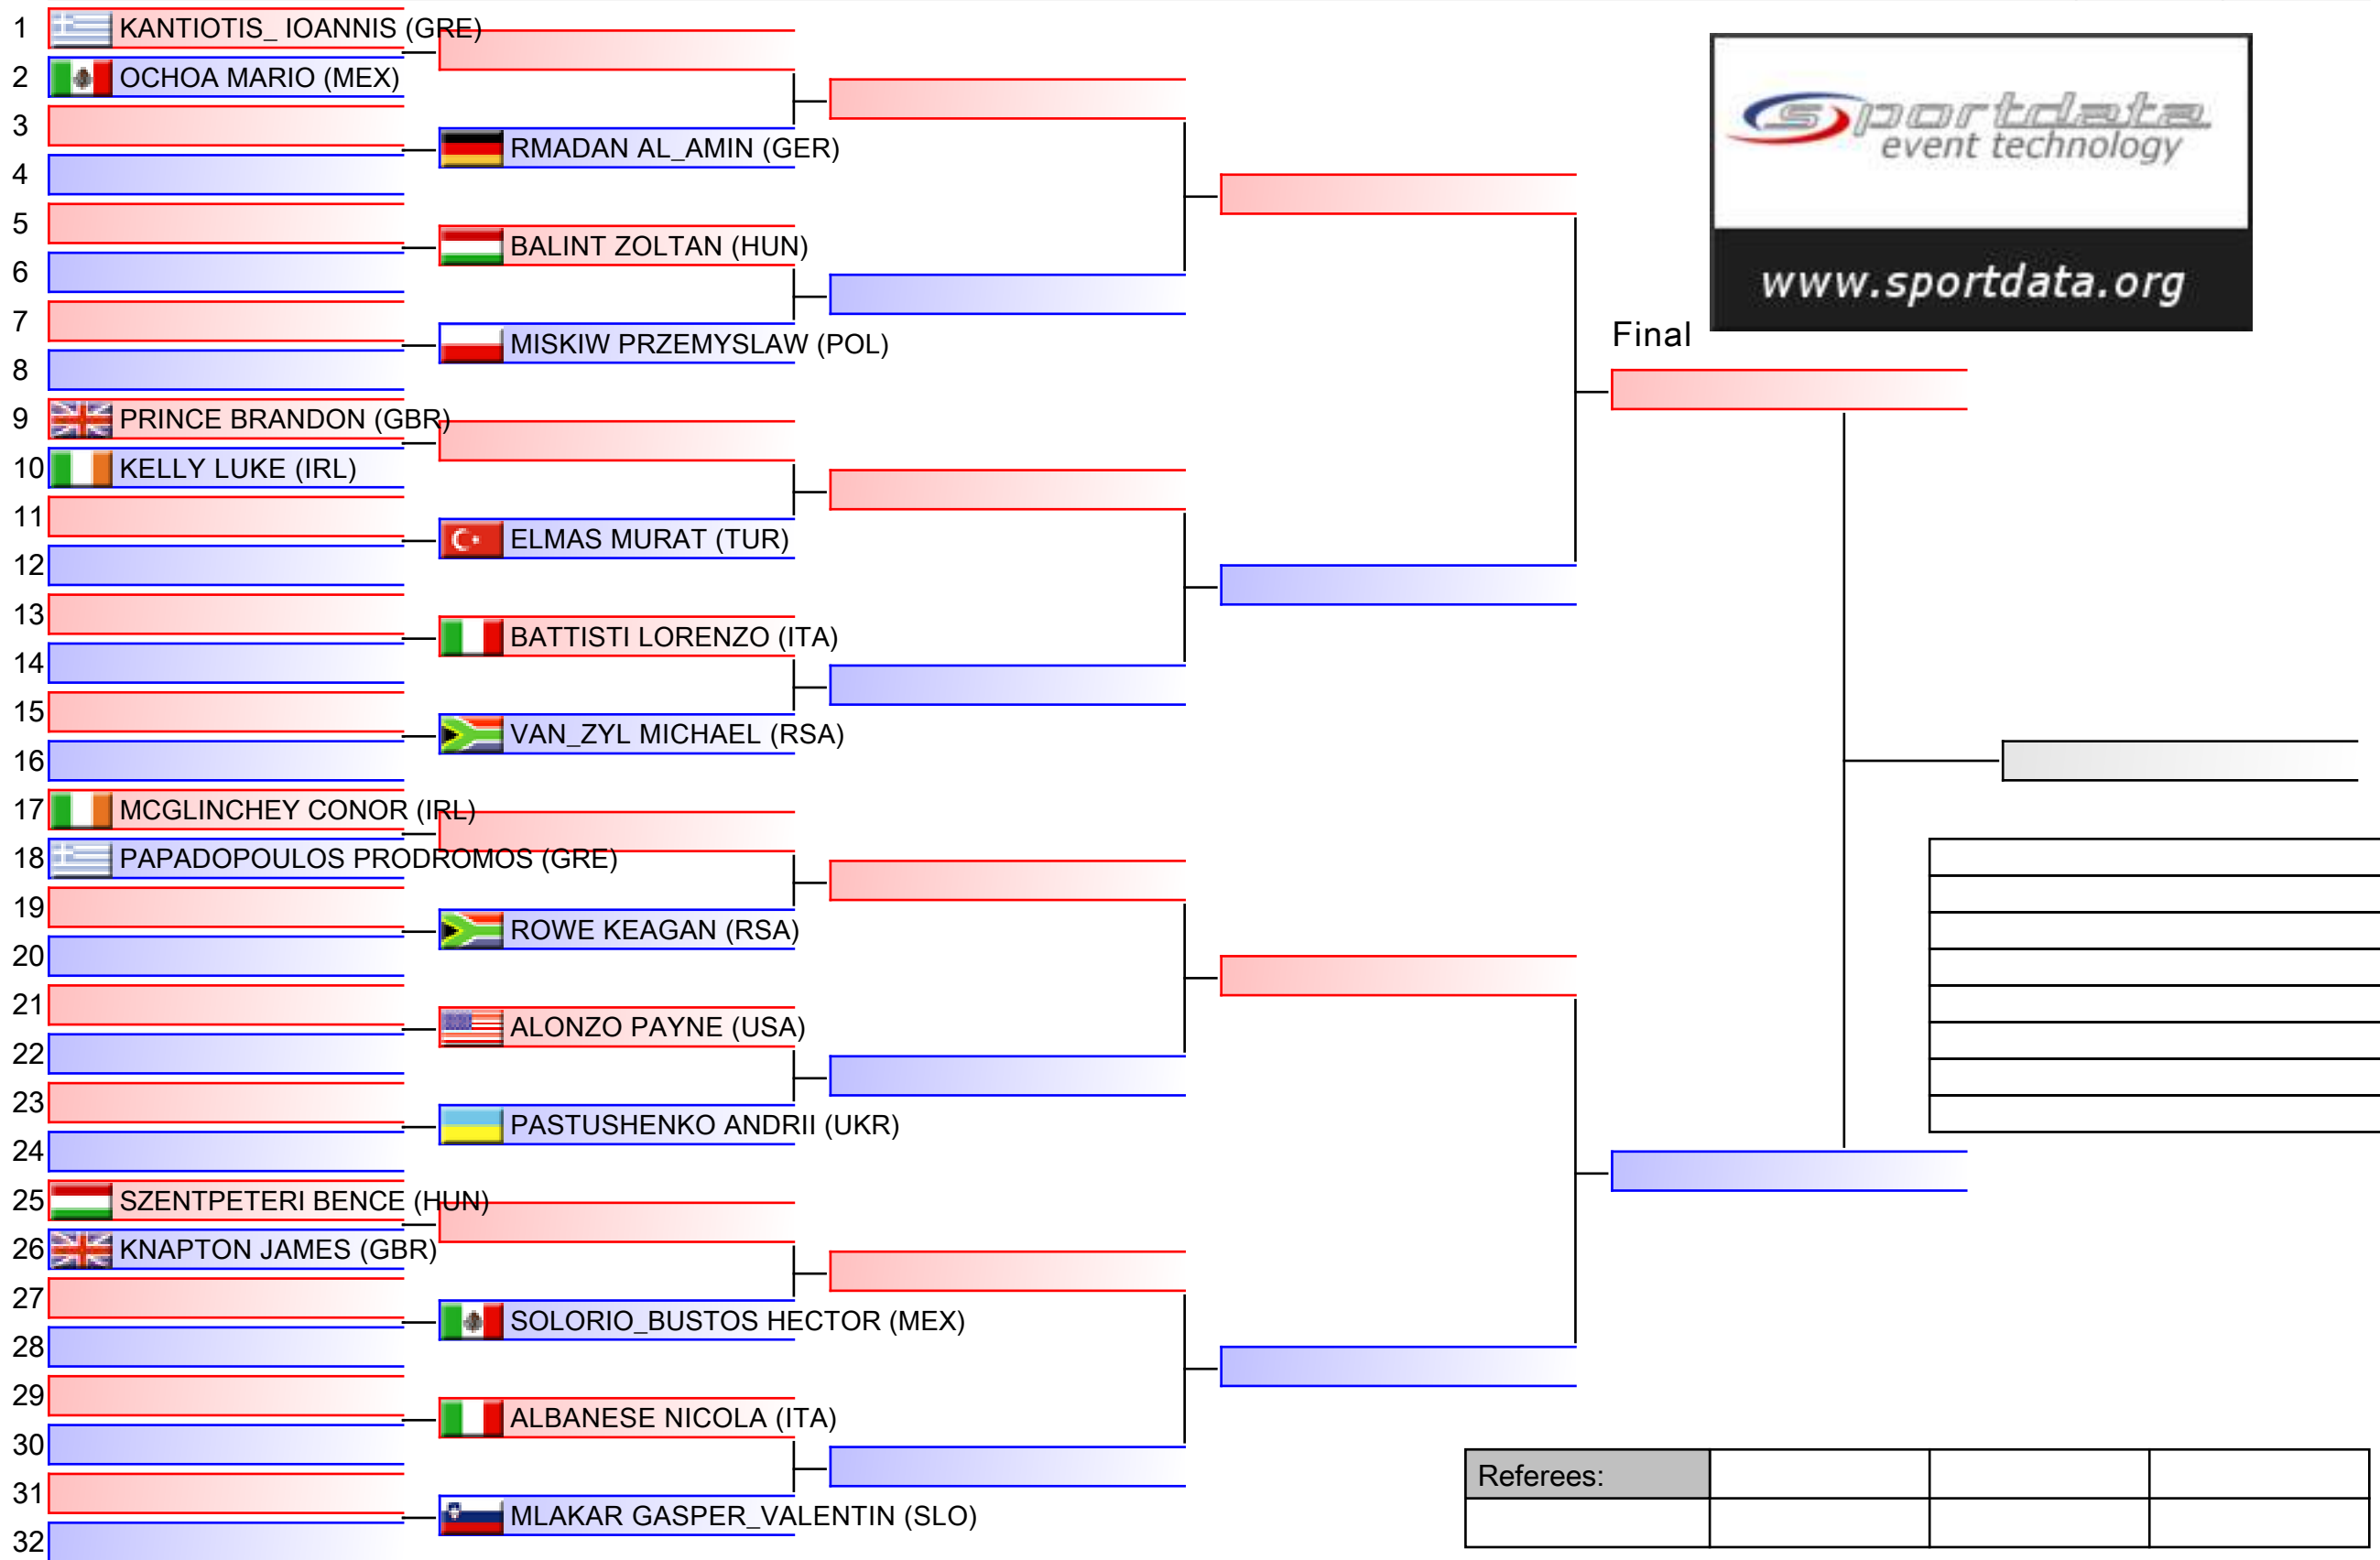 1 KANTIOTIS_ IOANNIS (GRE)
2 OCHOA MARIO (MEX)
3
RMADAN AL_AMIN (GER)
4
5
BALINT ZOLTAN (HUN)
6
7
MISKIW PRZEMYSLAW (POL)
8
9 PRINCE BRANDON (GBR)
10 KELLY LUKE (IRL)
11
ELMAS MURAT (TUR)
12
13
BATTISTI LORENZO (ITA)
14
15
VAN_ZYL MICHAEL (RSA)
16
17 MCGLINCHEY CONOR (IRL)
18 PAPADOPOULOS PRODROMOS (GRE)
19
ROWE KEAGAN (RSA)
20
21
ALONZO PAYNE (USA)
22
23
PASTUSHENKO ANDRII (UKR)
24
25 SZENTPETERI BENCE (HUN)
26 KNAPTON JAMES (GBR)
27
SOLORIO_BUSTOS HECTOR (MEX)
28
29
ALBANESE NICOLA (ITA)
30
31
MLAKAR GASPER_VALENTIN (SLO)
32
sportdata
event technology
www.sportdata.org
Final
Referees: